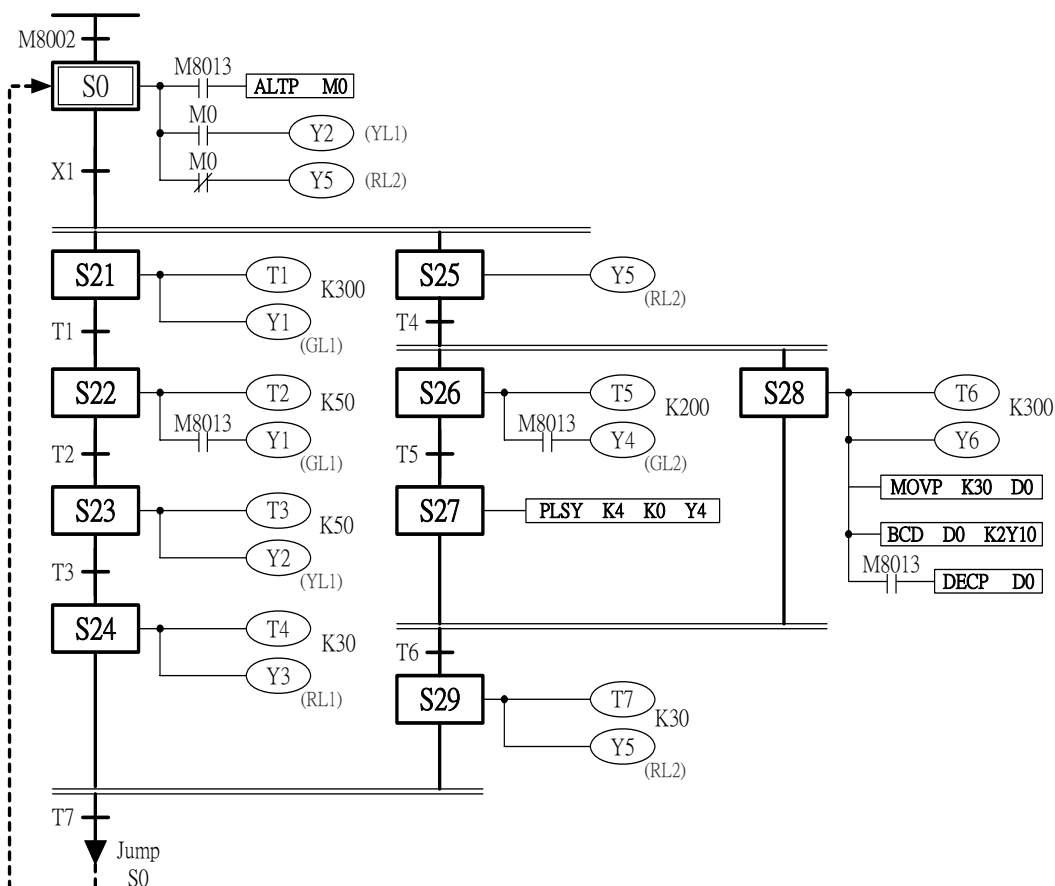 M8002
S0
M8013
ALTP M0
M0
Y2 (YL1)
M0
Y5 (RL2)
X1
S21
T1 K300
Y1
(GL1)
T1
S22
T2 K50
M8013
Y1
(GL1)
T2
S23
T3 K50
Y2
(YL1)
T3
S24
T4 K30
Y3
(RL1)
S25
Y5
(RL2)
T4
S26
T5 K200
M8013
Y4
(GL2)
T5
S27
PLSY K4 K0 Y4
S28
T6 K300
Y6
MOVP K30 D0
BCD D0 K2Y10
M8013
DECP D0
T6
S29
T7 K30
Y5
(RL2)
T7
Jump
S0